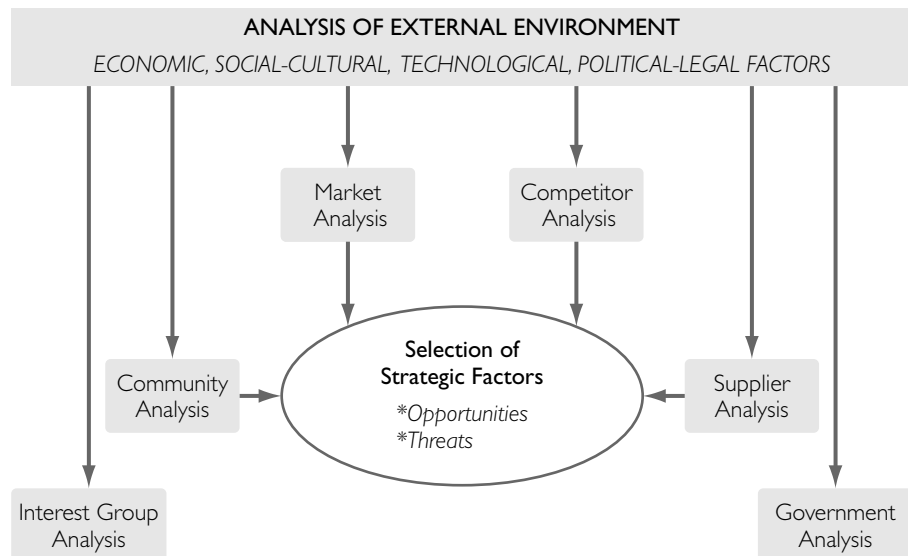 ANALYSIS OF EXTERNAL ENVIRONMENT
ECONOMIC, SOCIAL-CULTURAL, TECHNOLOGICAL, POLITICAL-LEGAL FACTORS
Market
Analysis
Competitor
Analysis
Selection of
Strategic Factors
*Opportunities
*Threats
Community
Analysis
Supplier
Analysis
Interest Group
Analysis
Government
Analysis